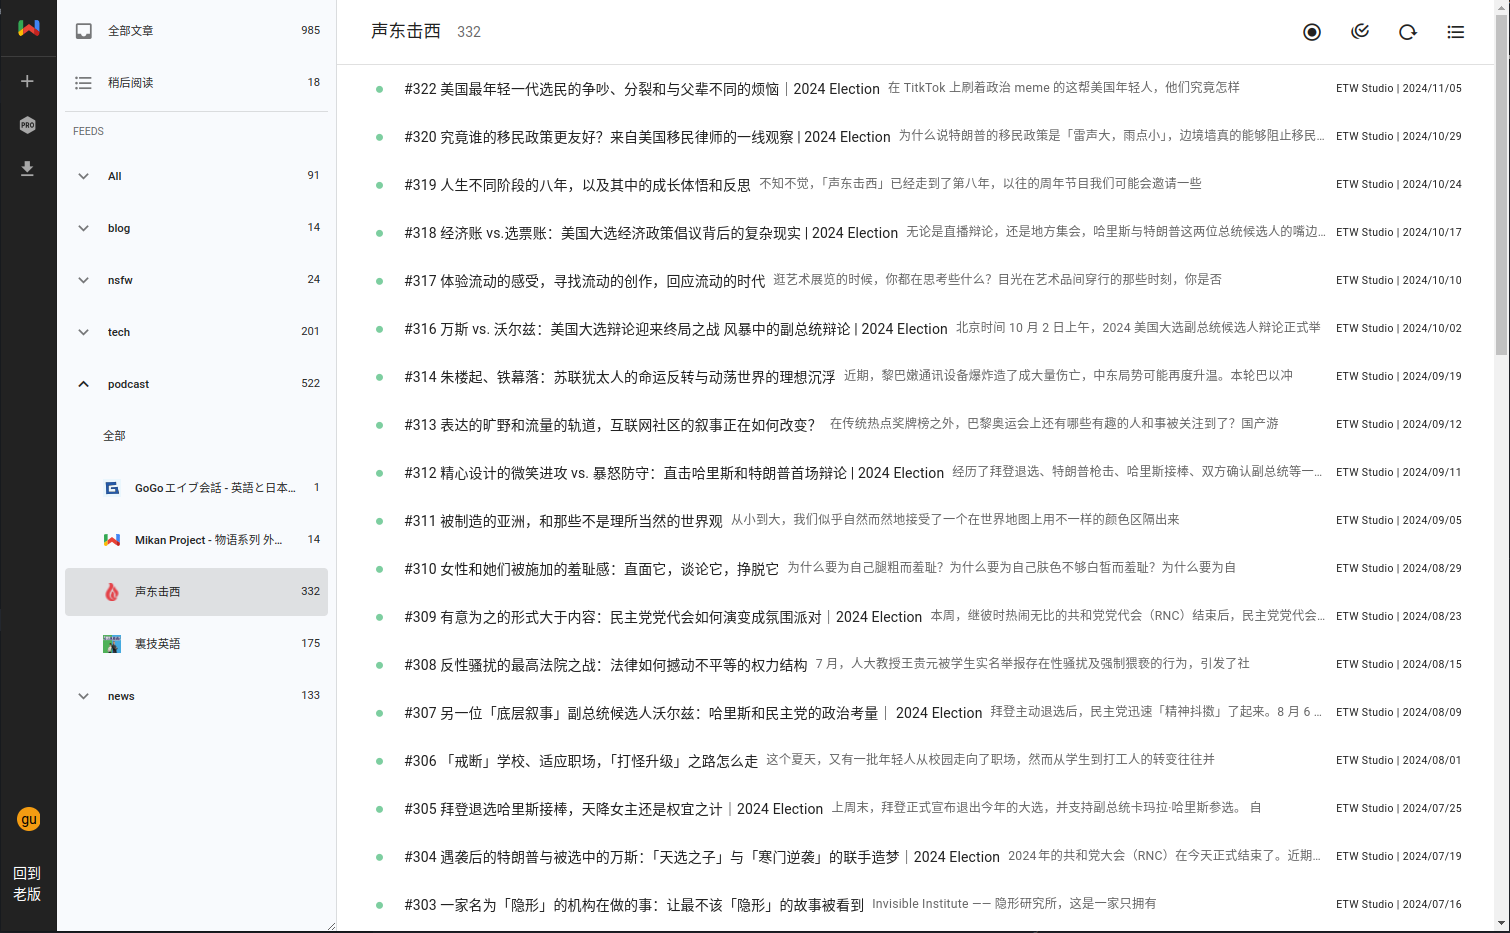 PRO
gu
回到
老版
全部文章 985
稍后阅读 18
FEEDS
All 91
blog 14
nsfw 24
tech 201
podcast 522
全部
GoGoエイブ会話 - 英語と日本... 1
Mikan Project - 物语系列 外... 14
声东击西 332
裏技英語 175
news 133
声东击西 332
#322 美国最年轻一代选民的争吵、分裂和与父辈不同的烦恼｜2024 Election 在 TitkTok 上刷着政治 meme 的这帮美国年轻人，他们究竟怎样 ETW Studio | 2024/11/05
#320 究竟谁的移民政策更友好？来自美国移民律师的一线观察 | 2024 Election 为什么说特朗普的移民政策是「雷声大，雨点小」，边境墙真的能够阻止移民... ETW Studio | 2024/10/29
#319 人生不同阶段的八年，以及其中的成长体悟和反思 不知不觉，「声东击西」已经走到了第八年，以往的周年节目我们可能会邀请一些 ETW Studio | 2024/10/24
#318 经济账 vs.选票账：美国大选经济政策倡议背后的复杂现实 | 2024 Election 无论是直播辩论，还是地方集会，哈里斯与特朗普这两位总统候选人的嘴边... ETW Studio | 2024/10/17
#317 体验流动的感受，寻找流动的创作，回应流动的时代 逛艺术展览的时候，你都在思考些什么？目光在艺术品间穿行的那些时刻，你是否 ETW Studio | 2024/10/10
#316 万斯 vs. 沃尔兹：美国大选辩论迎来终局之战 风暴中的副总统辩论 | 2024 Election 北京时间 10 月 2 日上午，2024 美国大选副总统候选人辩论正式举 ETW Studio | 2024/10/02
#314 朱楼起、铁幕落：苏联犹太人的命运反转与动荡世界的理想沉浮 近期，黎巴嫩通讯设备爆炸造了成大量伤亡，中东局势可能再度升温。本轮巴以冲 ETW Studio | 2024/09/19
#313 表达的旷野和流量的轨道，互联网社区的叙事正在如何改变？ 在传统热点奖牌榜之外，巴黎奥运会上还有哪些有趣的人和事被关注到了？国产游 ETW Studio | 2024/09/12
#312 精心设计的微笑进攻 vs. 暴怒防守：直击哈里斯和特朗普首场辩论 | 2024 Election 经历了拜登退选、特朗普枪击、哈里斯接棒、双方确认副总统等一... ETW Studio | 2024/09/11
#311 被制造的亚洲，和那些不是理所当然的世界观 从小到大，我们似乎自然而然地接受了一个在世界地图上用不一样的颜色区隔出来 ETW Studio | 2024/09/05
#310 女性和她们被施加的羞耻感：直面它，谈论它，挣脱它 为什么要为自己腿粗而羞耻？为什么要为自己肤色不够白皙而羞耻？为什么要为自 ETW Studio | 2024/08/29
#309 有意为之的形式大于内容：民主党党代会如何演变成氛围派对｜2024 Election 本周，继彼时热闹无比的共和党党代会（RNC）结束后，民主党党代会... ETW Studio | 2024/08/23
#308 反性骚扰的最高法院之战：法律如何撼动不平等的权力结构 7 月，人大教授王贵元被学生实名举报存在性骚扰及强制猥亵的行为，引发了社 ETW Studio | 2024/08/15
#307 另一位「底层叙事」副总统候选人沃尔兹：哈里斯和民主党的政治考量｜ 2024 Election 拜登主动退选后，民主党迅速「精神抖擞」了起来。8 月 6 ... ETW Studio | 2024/08/09
#306 「戒断」学校、适应职场，「打怪升级」之路怎么走 这个夏天，又有一批年轻人从校园走向了职场，然而从学生到打工人的转变往往并 ETW Studio | 2024/08/01
#305 拜登退选哈里斯接棒，天降女主还是权宜之计｜2024 Election 上周末，拜登正式宣布退出今年的大选，并支持副总统卡玛拉·哈里斯参选。 自 ETW Studio | 2024/07/25
#304 遇袭后的特朗普与被选中的万斯：「天选之子」与「寒门逆袭」的联手造梦｜2024 Election 2024年的共和党大会（RNC）在今天正式结束了。近期... ETW Studio | 2024/07/19
#303 一家名为「隐形」的机构在做的事：让最不该「隐形」的故事被看到 Invisible Institute —— 隐形研究所，这是一家只拥有 ETW Studio | 2024/07/16